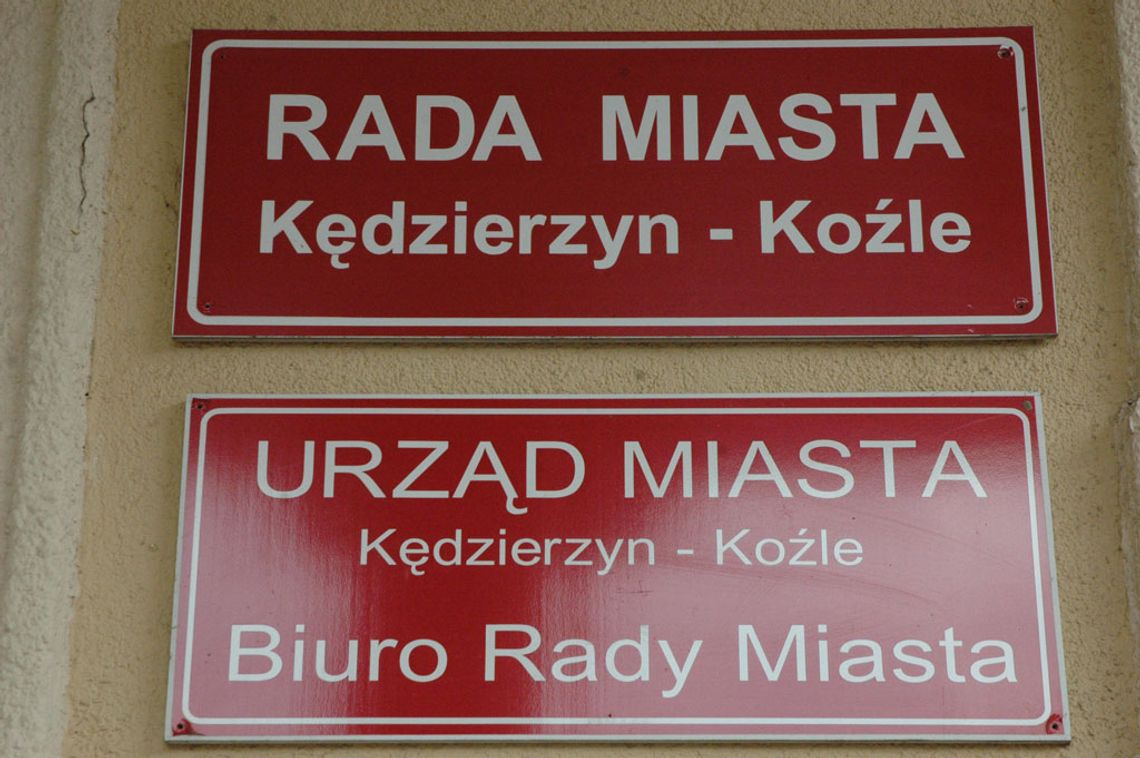 RADA MIASTA
Kędzierzyn - Koźle
URZĄD MIASTA
Kędzierzyn - Koźle
Biuro Rady Miasta